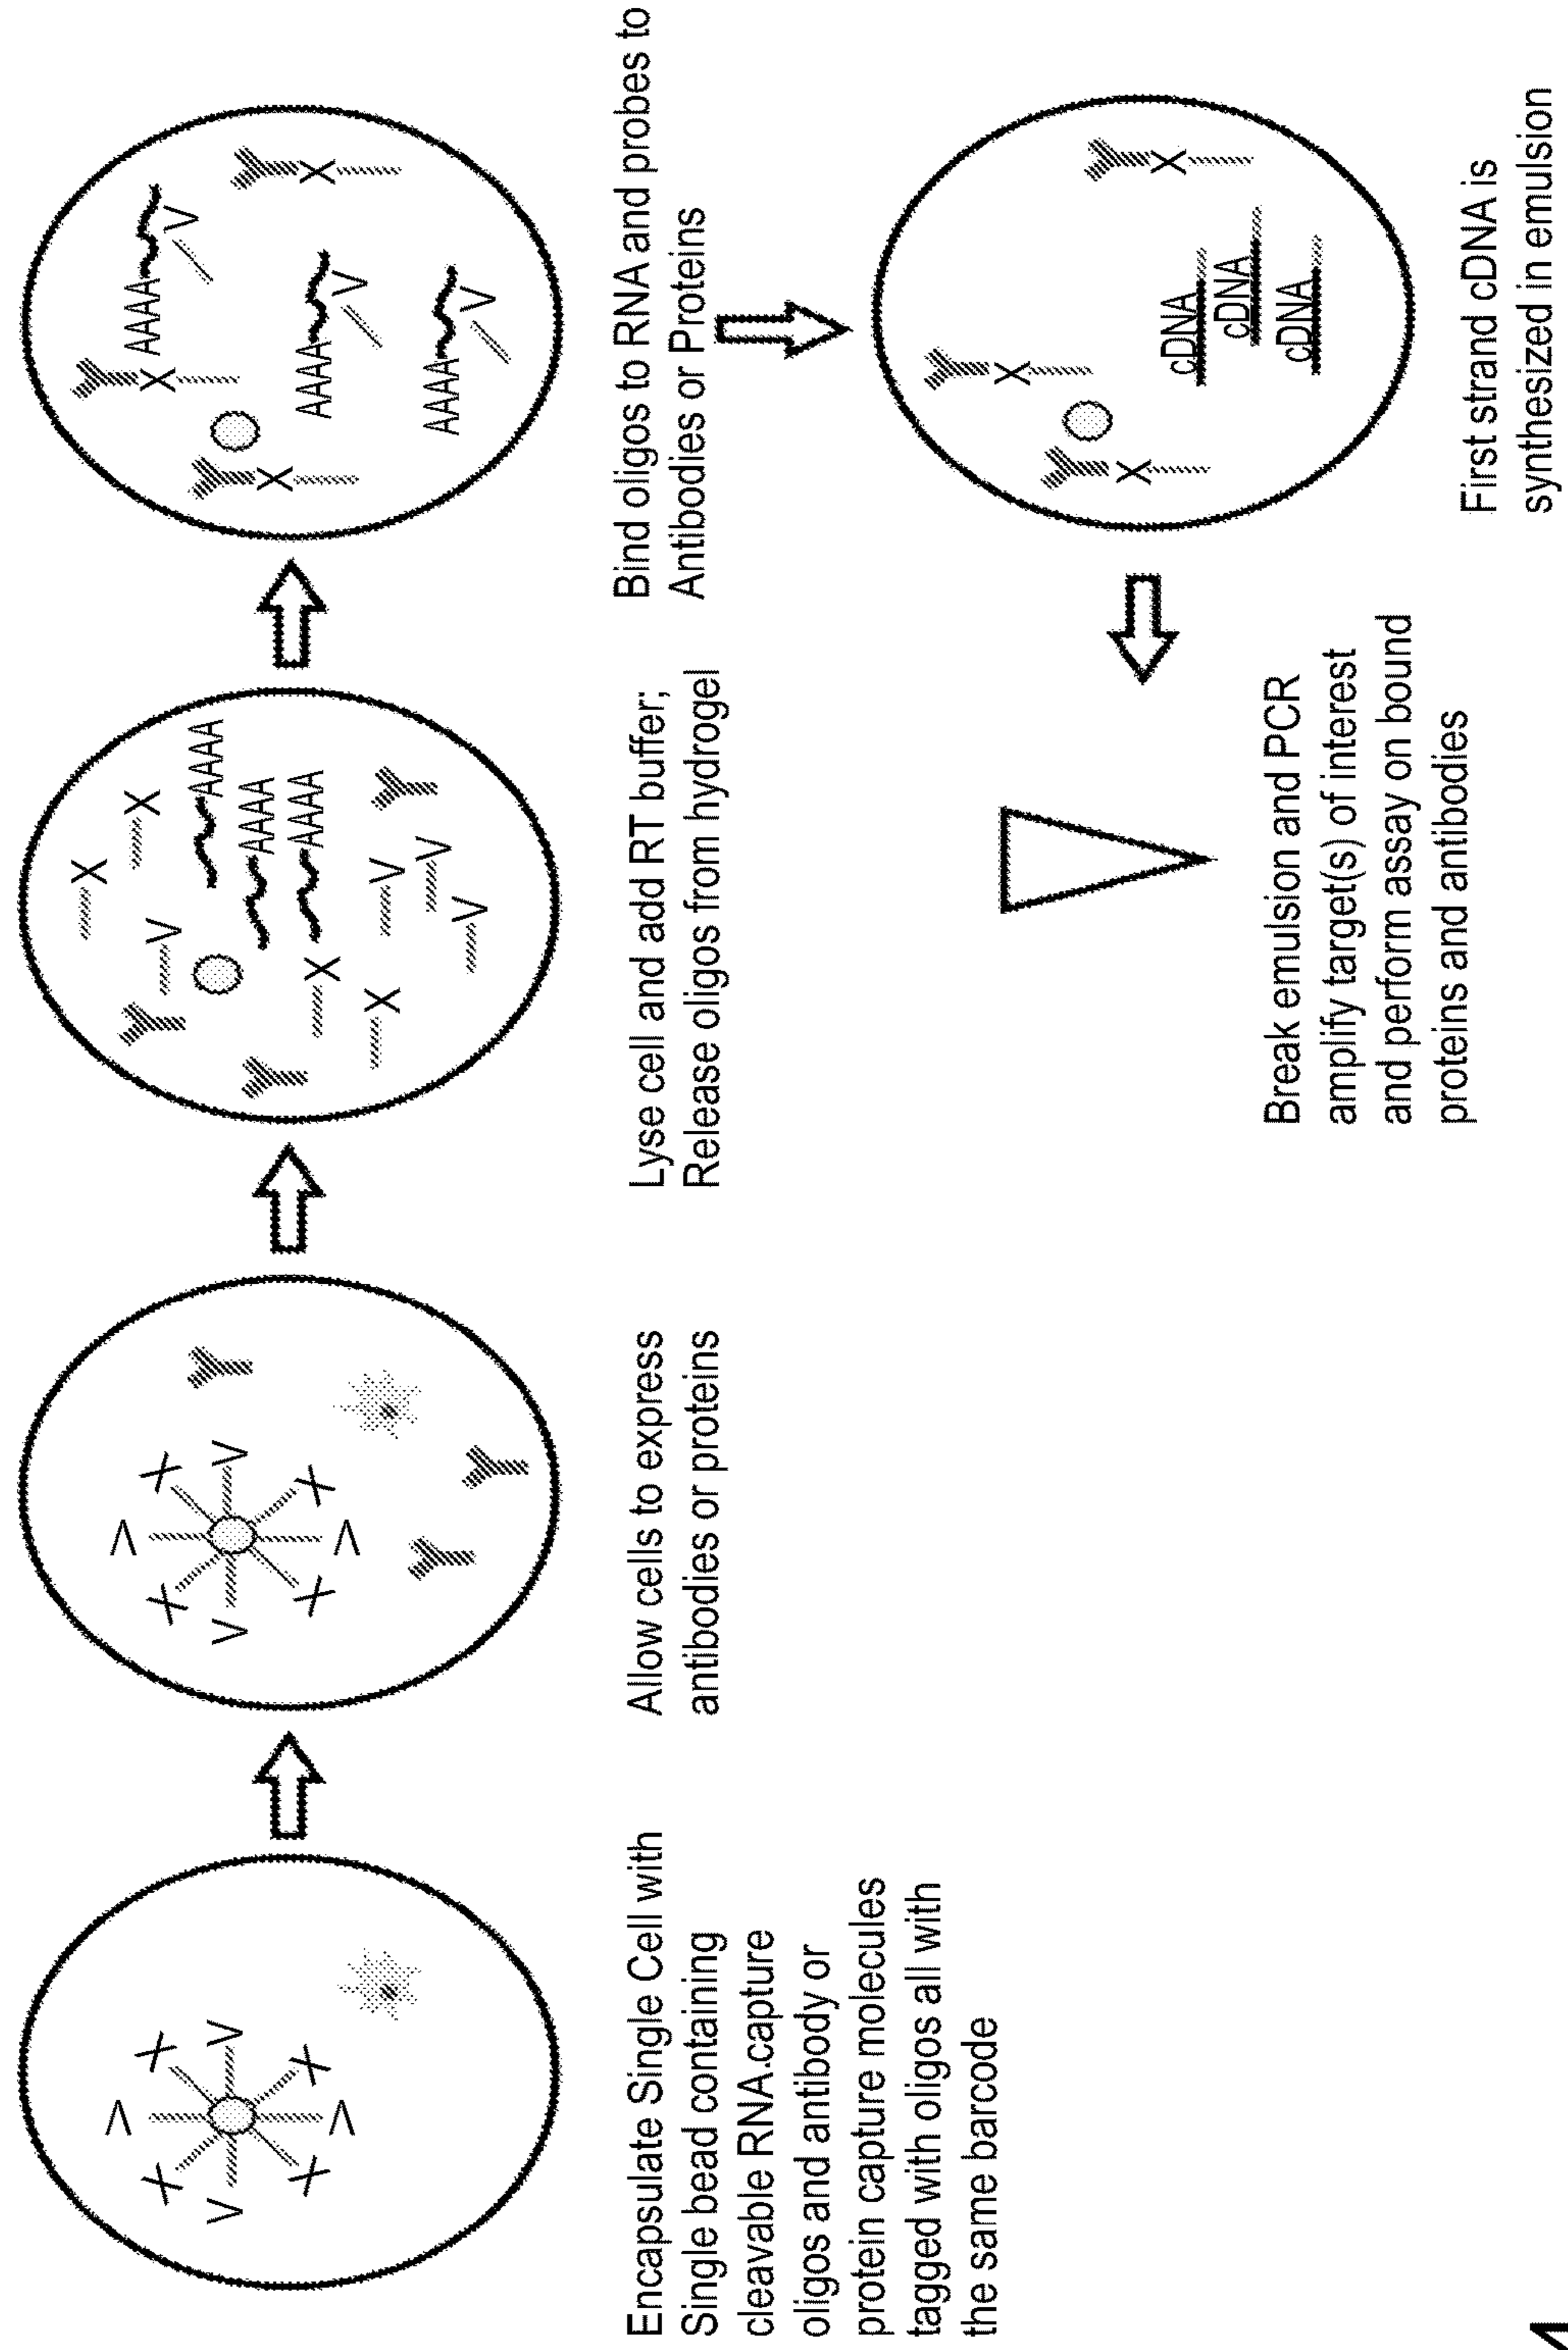 Encapsulate Single Cell with
Single bead containing
cleavable RNA.capture
oligos and antibody or
protein capture molecules
tagged with oligos all with
the same barcode
Allow cells to express
antibodies or proteins
AAAA
AAAA
AAAA
Lyse cell and add RT buffer;
Release oligos from hydrogel
AAAA
AAAA
AAAA
Bind oligos to RNA and probes to
Antibodies or Proteins
cDNA
cDNA
cDNA
First strand cDNA is
synthesized in emulsion
Break emulsion and PCR
amplify target(s) of interest
and perform assay on bound
proteins and antibodies